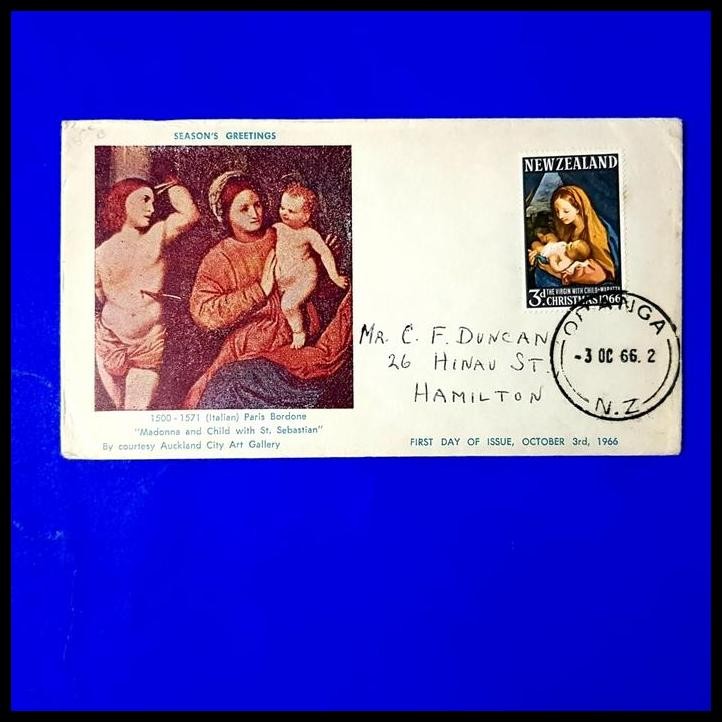 SEASON'S GREETINGS
1500 - 1571 (Italian) Paris Bordone
"Madonna and Child with St. Sebastian"
By courtesy Auckland City Art Gallery
NEW ZEALAND
3d THE VIRGIN WITH CHILD • MARATTA
CHRISTMAS 1966
ORANGA
-3 OC 66. 2
N.Z.
MR. C. F. DUNCAN
26 HINAU ST.
HAMILTON
FIRST DAY OF ISSUE, OCTOBER 3rd, 1966